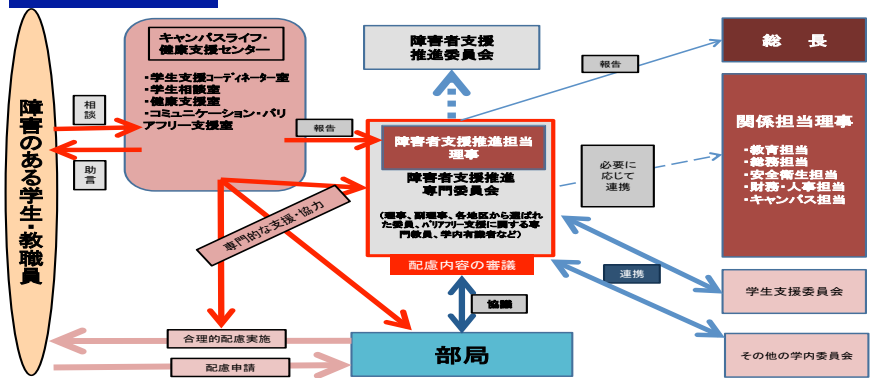 障害のある学生・教職員
相談
助言
キャンパスライフ・
健康支援センター
・学生支援コーディネーター室
・学生相談室
・健康支援室
・コミュニケーション・バリ
アフリー支援室
報告
専門的な支援・協力
障害者支援
推進委員会
障害者支援推進担当
理事
障害者支援推進
専門委員会
(理事、副理事、各地区から選ばれ
た委員、バリアフリー支援に関する専
門教員、学内有識者など)
配慮内容の審議
協議
部局
合理的配慮実施
配慮申請
報告
必要に
応じて
連携
連携
総 長
関係担当理事
・教育担当
・総務担当
・安全衛生担当
・財務・人事担当
・キャンパス担当
学生支援委員会
その他の学内委員会